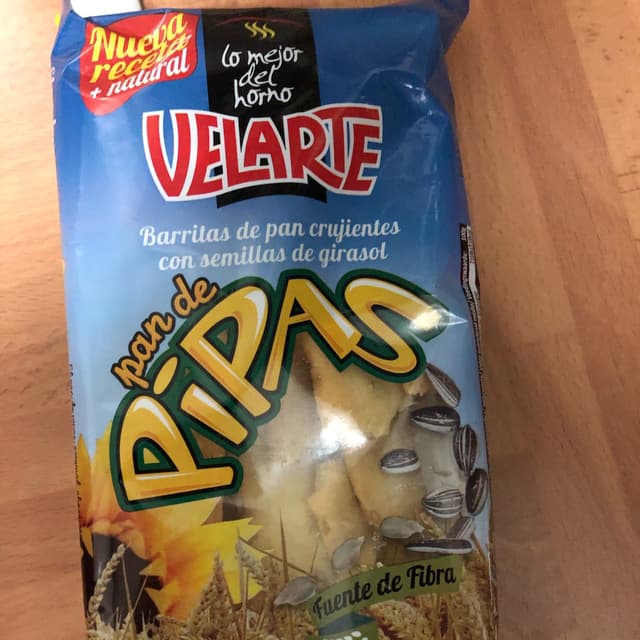 Nueva
receta
+ natural
lo mejor
del
horno
VELARTE
Barritas de pan crujientes
con semillas de girasol
pan de
PIPAS
Fuente de Fibra